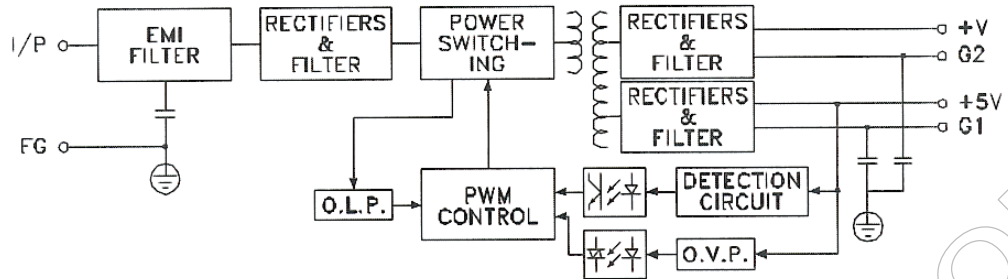 I/P
EMI
FILTER
RECTIFIERS
&
FILTER
POWER
SWITCH-
ING
RECTIFIERS
&
FILTER
+V
G2
RECTIFIERS
&
FILTER
+5V
G1
FG
O.L.P.
PWM
CONTROL
DETECTION
CIRCUIT
O.V.P.